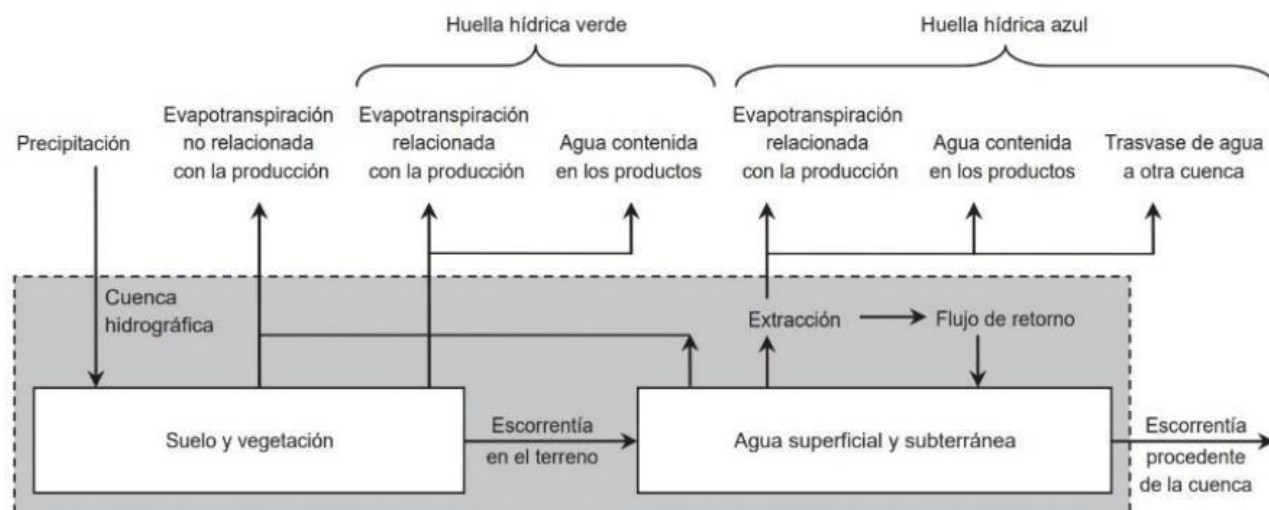 Huella hídrica verde
Huella hídrica azul
Precipitación
Evapotranspiración
no relacionada
con la producción
Evapotranspiración
relacionada
con la producción
Agua contenida
en los productos
Evapotranspiración
relacionada
con la producción
Agua contenida
en los productos
Trasvase de agua
a otra cuenca
Cuenca
hidrográfica
Extracción
Flujo de retorno
Suelo y vegetación
Escorrentía
en el terreno
Agua superficial y subterránea
Escorrentía
procedente
de la cuenca